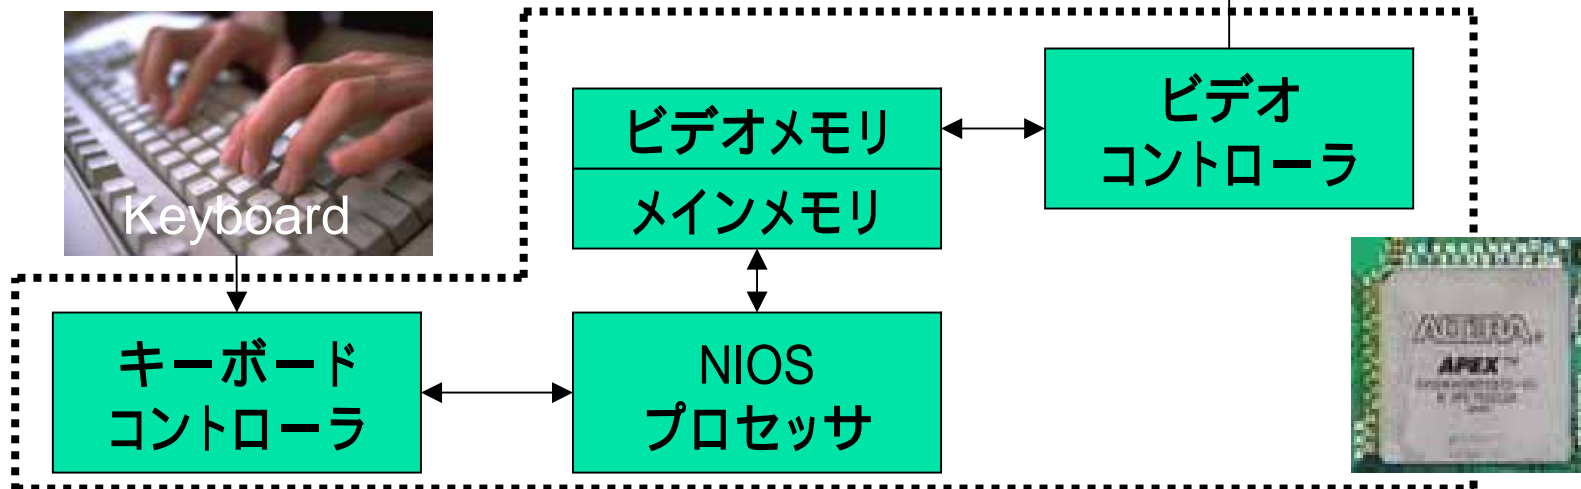 ビデオ
コントローラ
ビデオメモリ
メインメモリ
Keyboard
キーボード
コントローラ
NIOS
プロセッサ
ALTERA®
APEX™